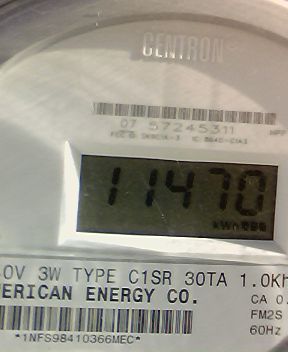 CENTRON
07 57245311
11470
kWh
0V 3W TYPE C1SR 30TA 1.0Kh
ERICAN ENERGY CO.
CA 0.
FM2S
60Hz
*1NFS98410366MEC*